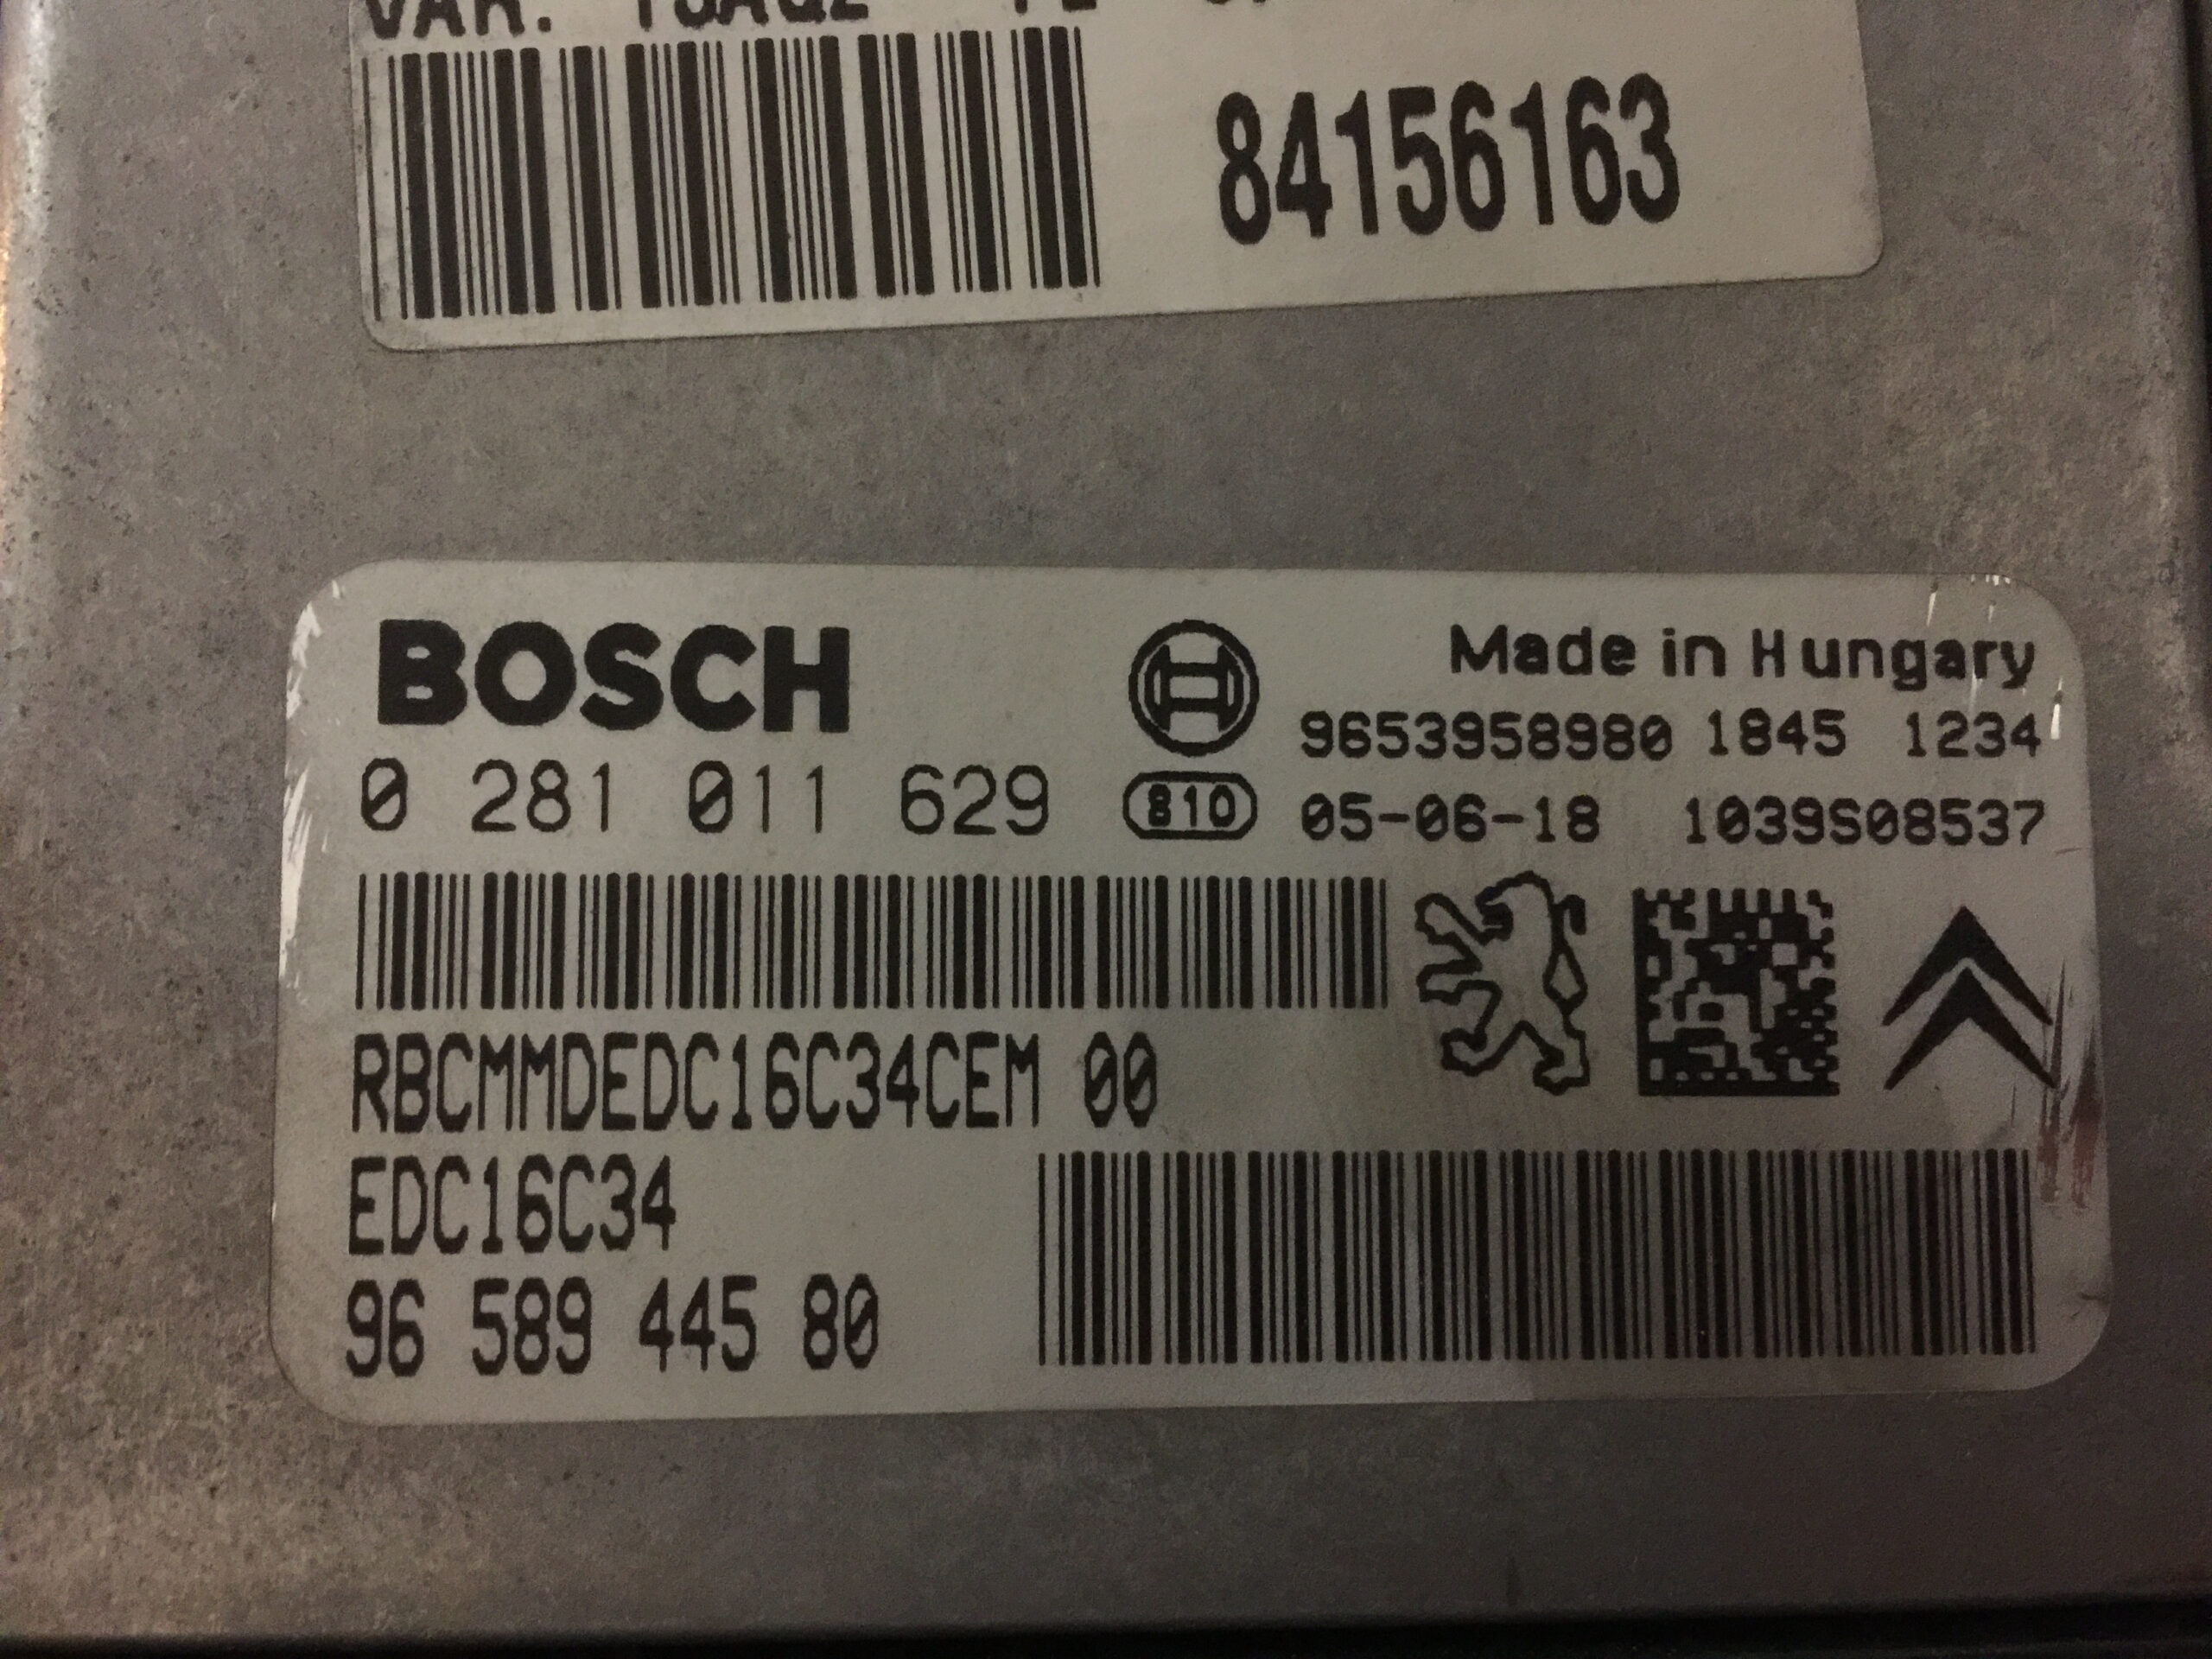 VAR.
84156163
BOSCH
Made in Hungary
9653958980 1845 1234
0 281 011 629
810
05-06-18 1039S08537
RBCMMDEDC16C34CEM 00
EDC16C34
96 589 445 80